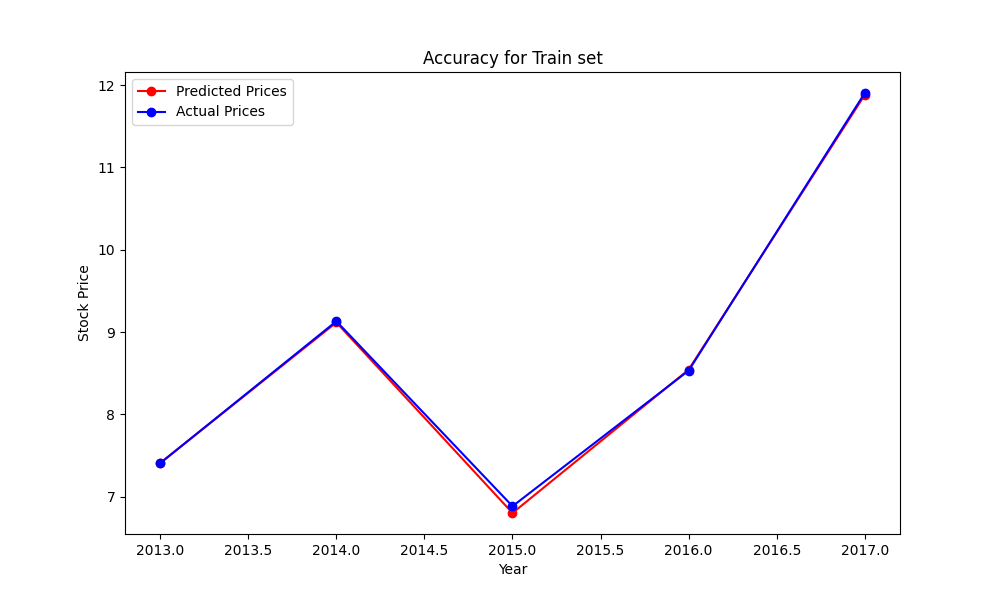 Accuracy for Train set
Predicted Prices
Actual Prices
12
11
10
9
8
7
Stock Price
2013.0 2013.5 2014.0 2014.5 2015.0 2015.5 2016.0 2016.5 2017.0
Year